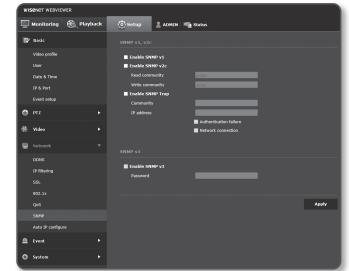 WISENET WEBVIEWER
Monitoring
Playback
Setup
ADMIN
Status
Basic
Video profile
User
Date & Time
IP & Port
Event setup
PTZ
Video
Network
DDNS
IP filtering
SSL
802.1x
QoS
SNMP
Auto IP configure
Event
System
SNMP v1, v2c
Enable SNMP v1
Enable SNMP v2c
Read community
Write community
Enable SNMP Trap
Community
IP address
Authentication failure
Network connection
SNMP v3
Enable SNMP v3
Password
Apply